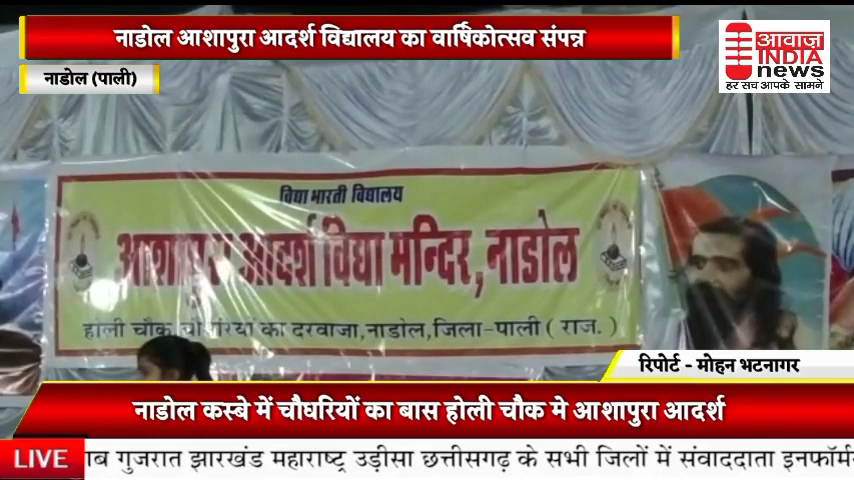 नाडोल आशापुरा आदर्श विद्यालय का वार्षिकोत्सव संपन्न
आवाज़
INDIA
news
हर सच आपके सामने
नाडोल (पाली)
विद्या भारती विद्यालय
आशापुरा आदर्श विद्या मन्दिर, नाडोल
होली चौक चौधरियों का दरवाजा, नाडोल, जिला-पाली ( राज. )
रिपोर्ट - मोहन भटनागर
नाडोल कस्बे में चौधरियों का बास होली चौक मे आशापुरा आदर्श
LIVE
ाब गुजरात झारखंड महाराष्ट्र उड़ीसा छत्तीसगढ़ के सभी जिलों में संवाददाता इनफॉर्म